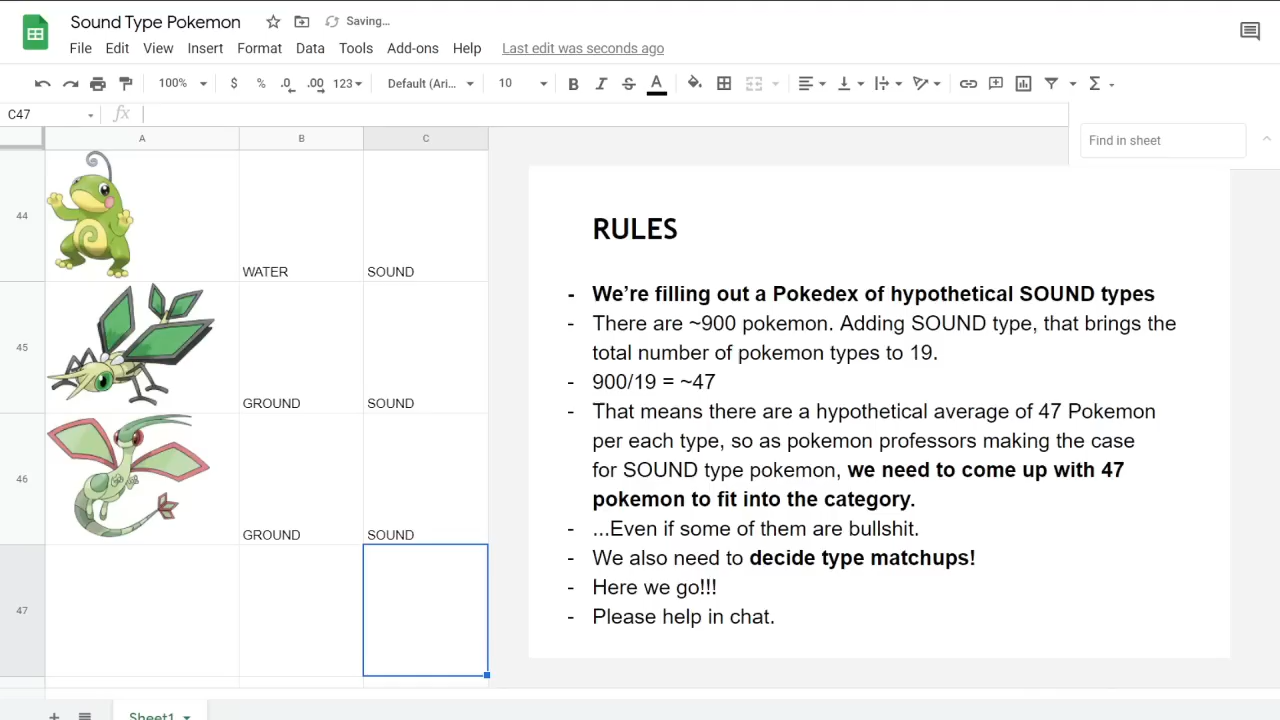 Sound Type Pokemon
Saving...
File Edit View Insert Format Data Tools Add-ons Help Last edit was seconds ago
100% $ % .0 .00 123 Default (Ari... 10 B I S A Σ
C47 fx
Find in sheet
A B C
44 WATER SOUND
45 GROUND SOUND
46 GROUND SOUND
47
RULES
- We're filling out a Pokedex of hypothetical SOUND types
- There are ~900 pokemon. Adding SOUND type, that brings the
total number of pokemon types to 19.
- 900/19 = ~47
- That means there are a hypothetical average of 47 Pokemon
per each type, so as pokemon professors making the case
for SOUND type pokemon, we need to come up with 47
pokemon to fit into the category.
- ...Even if some of them are bullshit.
- We also need to decide type matchups!
- Here we go!!!
- Please help in chat.
Sheet1